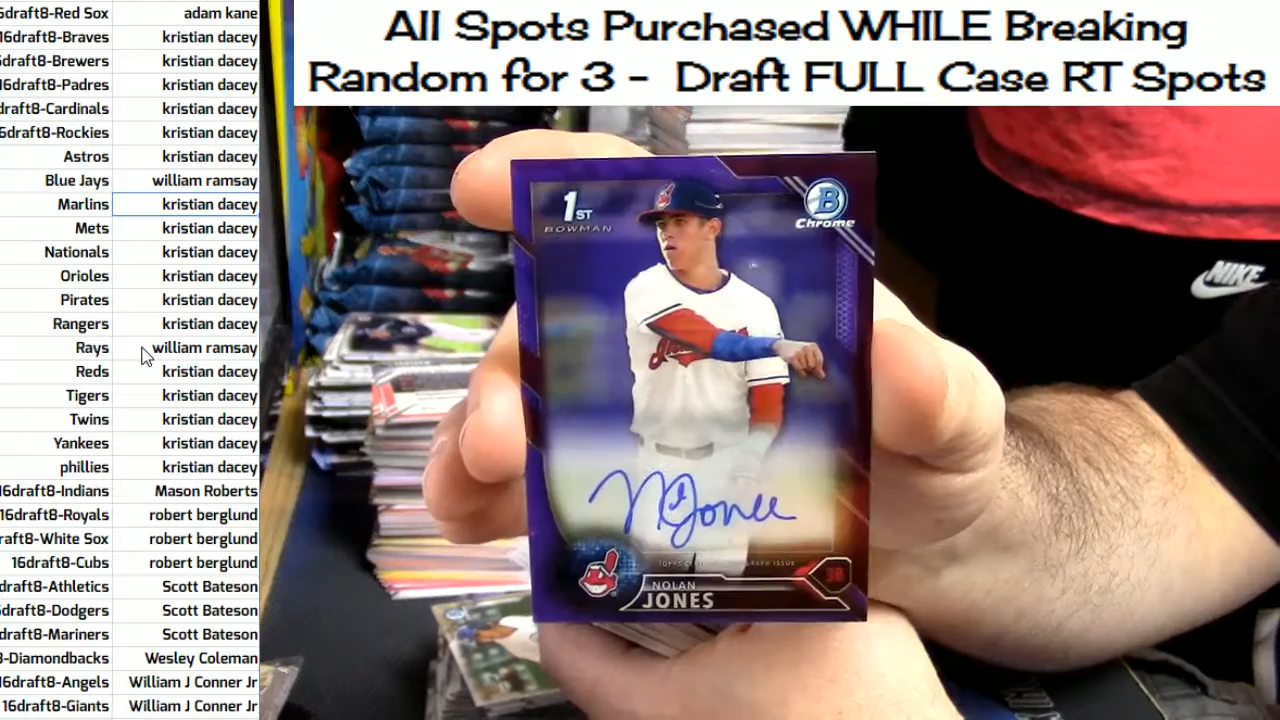 All Spots Purchased WHILE Breaking
Random for 3 - Draft FULL Case RT Spots
6draft8-Red Sox adam kane
16draft8-Braves kristian dacey
6draft8-Brewers kristian dacey
16draft8-Padres kristian dacey
draft8-Cardinals kristian dacey
6draft8-Rockies kristian dacey
Astros kristian dacey
Blue Jays william ramsay
Marlins kristian dacey
Mets kristian dacey
Nationals kristian dacey
Orioles kristian dacey
Pirates kristian dacey
Rangers kristian dacey
Rays william ramsay
Reds kristian dacey
Tigers kristian dacey
Twins kristian dacey
Yankees kristian dacey
phillies kristian dacey
16draft8-Indians Mason Roberts
16draft8-Royals robert berglund
raft8-White Sox robert berglund
16draft8-Cubs robert berglund
draft8-Athletics Scott Bateson
draft8-Dodgers Scott Bateson
draft8-Mariners Scott Bateson
8-Diamondbacks Wesley Coleman
16draft8-Angels William J Conner Jr
16draft8-Giants William J Conner Jr
1ST
BOWMAN
B
Chrome
Indians
N Jones
NOLAN
JONES
3B
NIKE